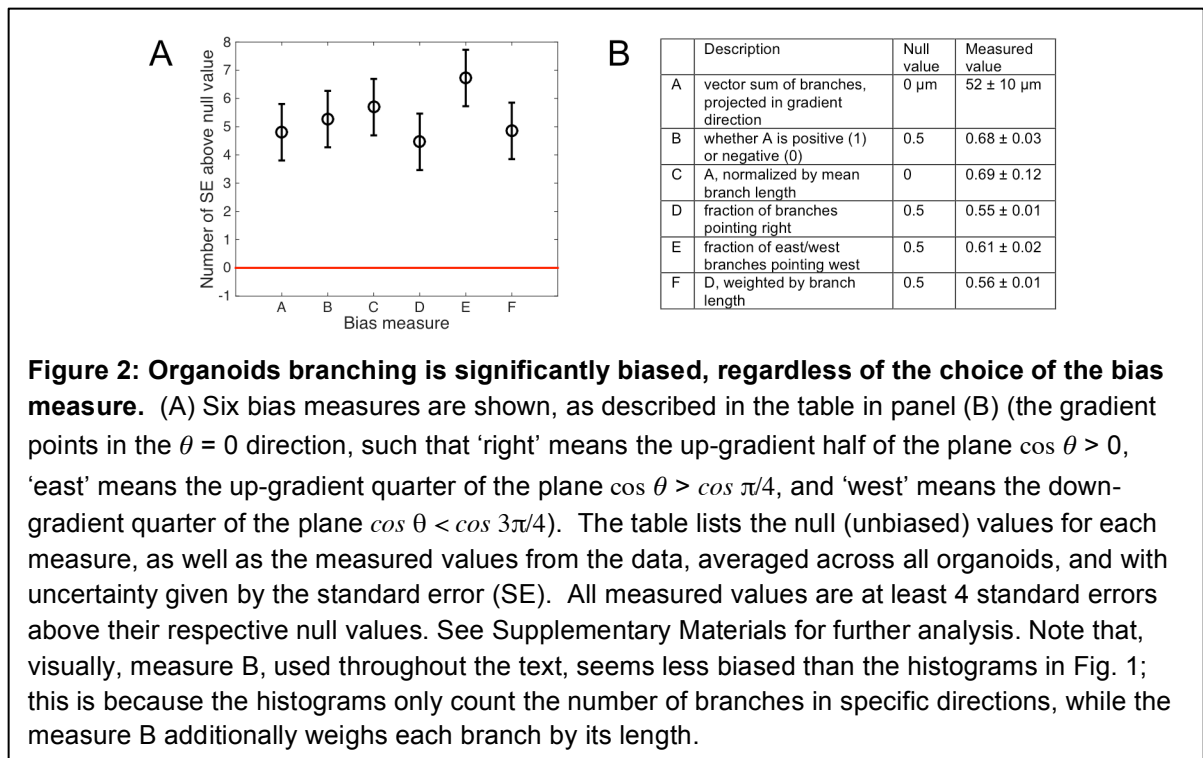 A
8
7
6
5
4
3
2
1
0
-1
Number of SE above null value
A B C D E F
Bias measure
B
Description Null value Measured value
A vector sum of branches, projected in gradient direction 0 µm 52 ± 10 µm
B whether A is positive (1) or negative (0) 0.5 0.68 ± 0.03
C A, normalized by mean branch length 0 0.69 ± 0.12
D fraction of branches pointing right 0.5 0.55 ± 0.01
E fraction of east/west branches pointing west 0.5 0.61 ± 0.02
F D, weighted by branch length 0.5 0.56 ± 0.01
Figure 2: Organoids branching is significantly biased, regardless of the choice of the bias
measure. (A) Six bias measures are shown, as described in the table in panel (B) (the gradient
points in the θ = 0 direction, such that ‘right’ means the up-gradient half of the plane cos θ > 0,
‘east’ means the up-gradient quarter of the plane cos θ > cos π/4, and ‘west’ means the down-
gradient quarter of the plane cos θ < cos 3π/4). The table lists the null (unbiased) values for each
measure, as well as the measured values from the data, averaged across all organoids, and with
uncertainty given by the standard error (SE). All measured values are at least 4 standard errors
above their respective null values. See Supplementary Materials for further analysis. Note that,
visually, measure B, used throughout the text, seems less biased than the histograms in Fig. 1;
this is because the histograms only count the number of branches in specific directions, while the
measure B additionally weighs each branch by its length.